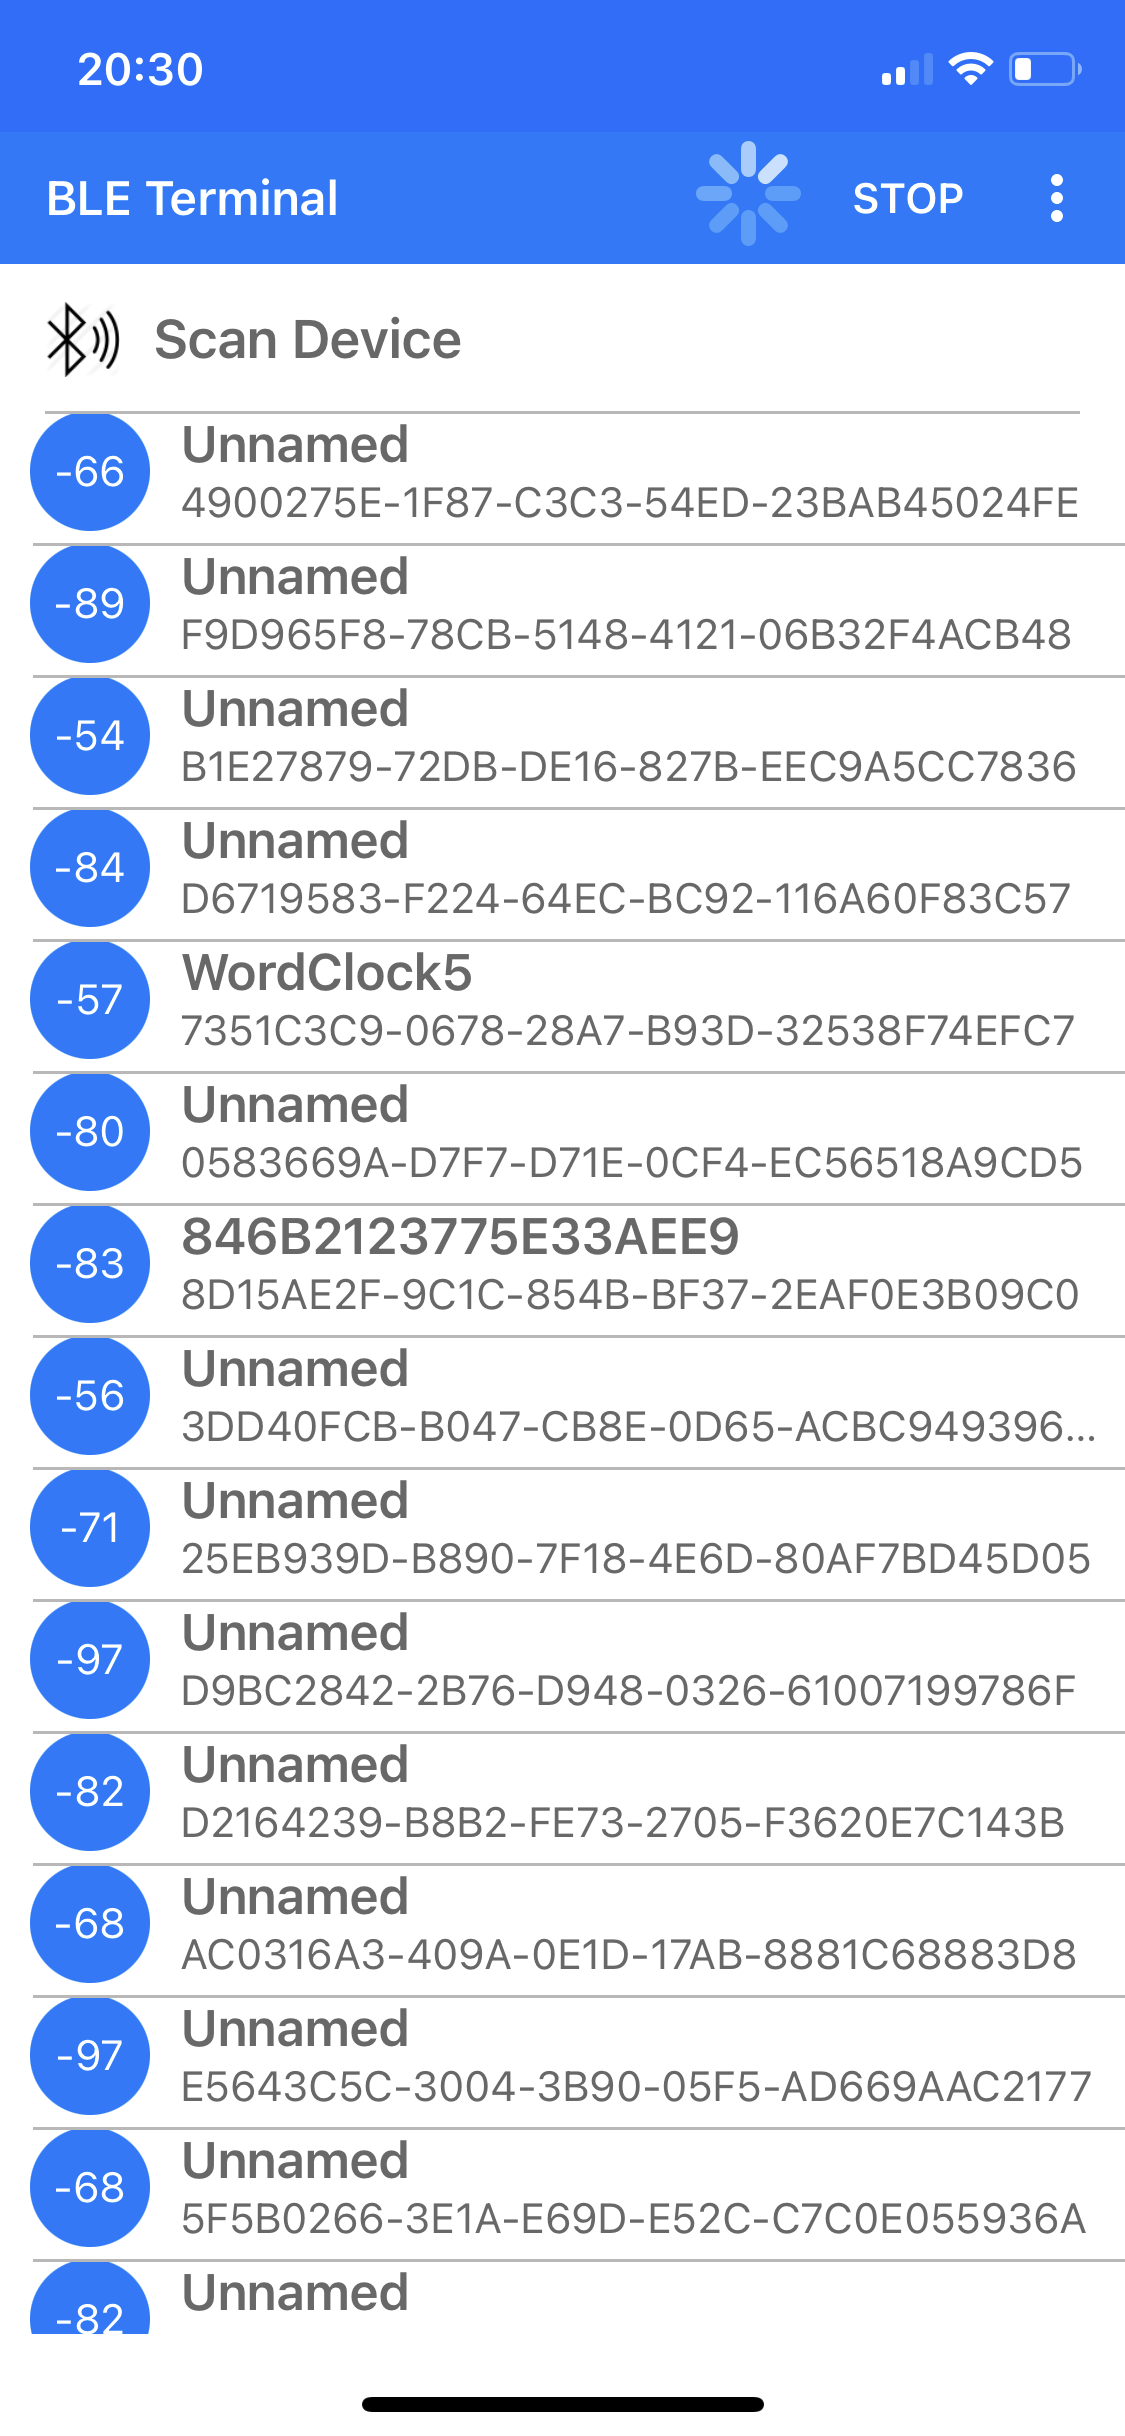 20:30
BLE Terminal
STOP
Scan Device
-66
Unnamed
4900275E-1F87-C3C3-54ED-23BAB45024FE
-89
Unnamed
F9D965F8-78CB-5148-4121-06B32F4ACB48
-54
Unnamed
B1E27879-72DB-DE16-827B-EEC9A5CC7836
-84
Unnamed
D6719583-F224-64EC-BC92-116A60F83C57
-57
WordClock5
7351C3C9-0678-28A7-B93D-32538F74EFC7
-80
Unnamed
0583669A-D7F7-D71E-0CF4-EC56518A9CD5
-83
846B2123775E33AEE9
8D15AE2F-9C1C-854B-BF37-2EAF0E3B09C0
-56
Unnamed
3DD40FCB-B047-CB8E-0D65-ACBC949396...
-71
Unnamed
25EB939D-B890-7F18-4E6D-80AF7BD45D05
-97
Unnamed
D9BC2842-2B76-D948-0326-61007199786F
-82
Unnamed
D2164239-B8B2-FE73-2705-F3620E7C143B
-68
Unnamed
AC0316A3-409A-0E1D-17AB-8881C68883D8
-97
Unnamed
E5643C5C-3004-3B90-05F5-AD669AAC2177
-68
Unnamed
5F5B0266-3E1A-E69D-E52C-C7C0E055936A
-82
Unnamed